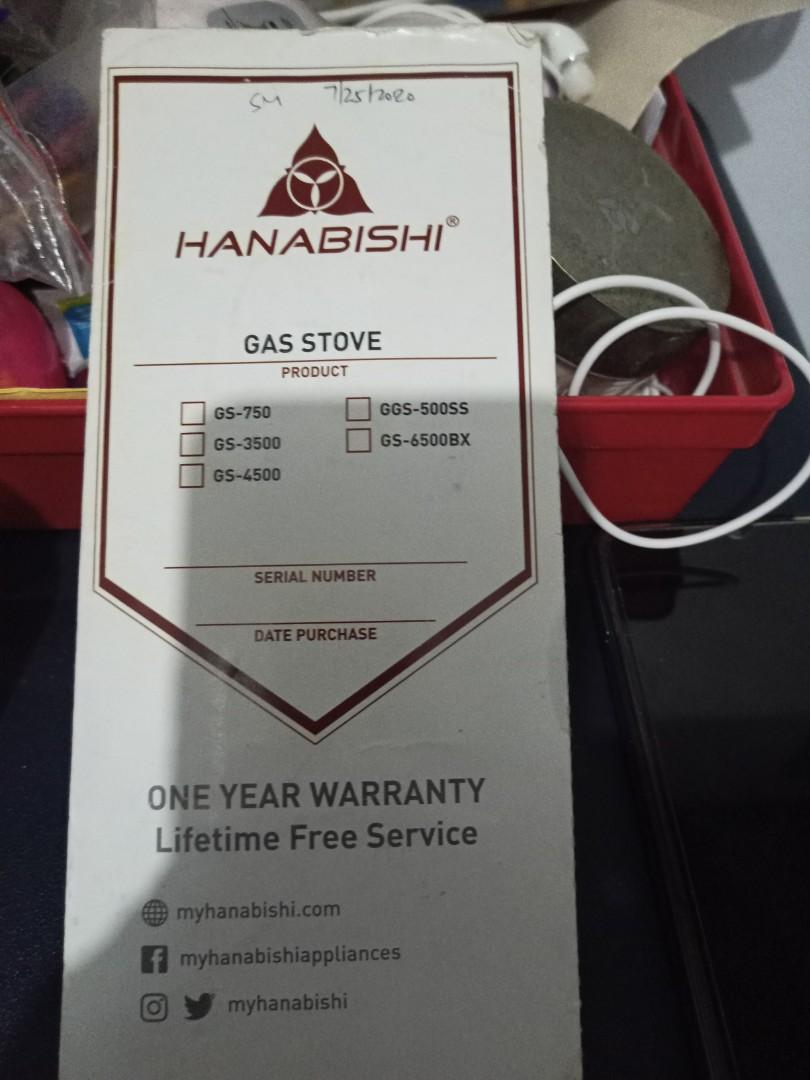 SM 7/25/2020
HANABISHI®
GAS STOVE
PRODUCT
GS-750
GS-3500
GS-4500
GGS-500SS
GS-6500BX
SERIAL NUMBER
DATE PURCHASE
ONE YEAR WARRANTY
Lifetime Free Service
myhanabishi.com
myhanabishiappliances
myhanabishi